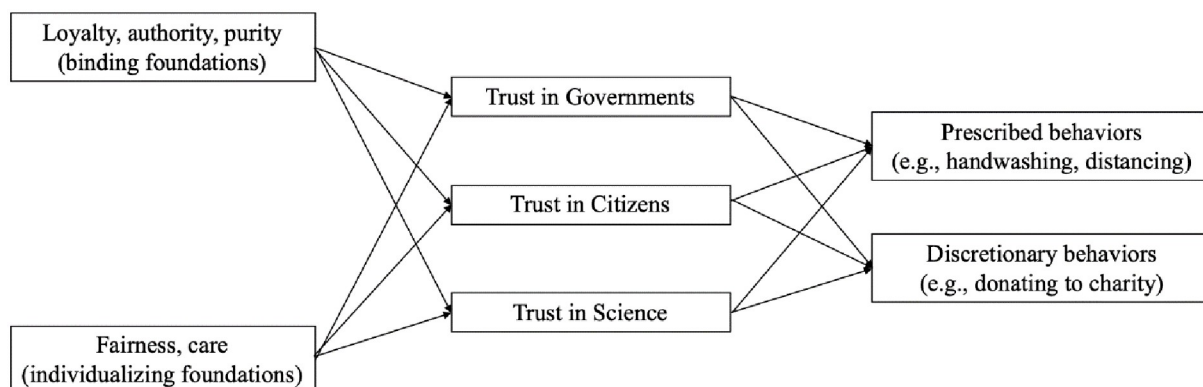 Loyalty, authority, purity
(binding foundations)
Trust in Governments
Prescribed behaviors
(e.g., handwashing, distancing)
Trust in Citizens
Discretionary behaviors
(e.g., donating to charity)
Trust in Science
Fairness, care
(individualizing foundations)